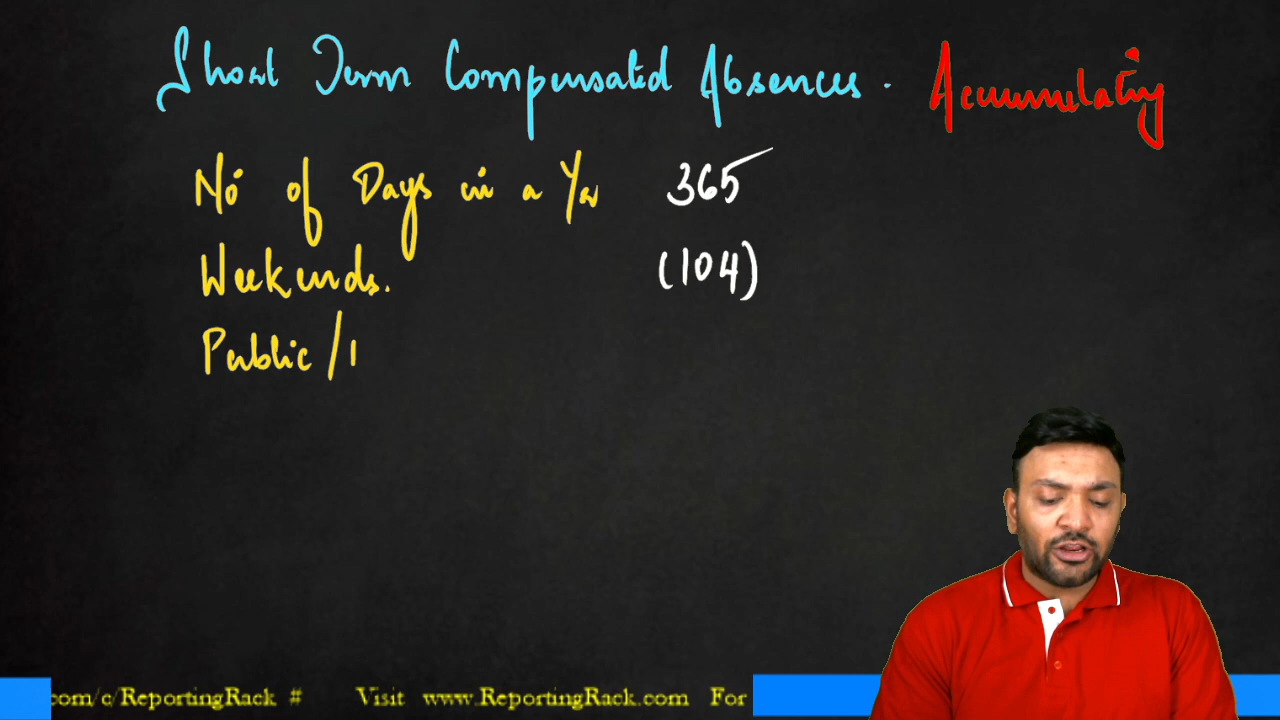 Short Term Compensated Absences. Accumulating
No of Days in a Yr 365
Weekends. (104)
Public /
.com/c/ReportingRack # Visit www.ReportingRack.com For